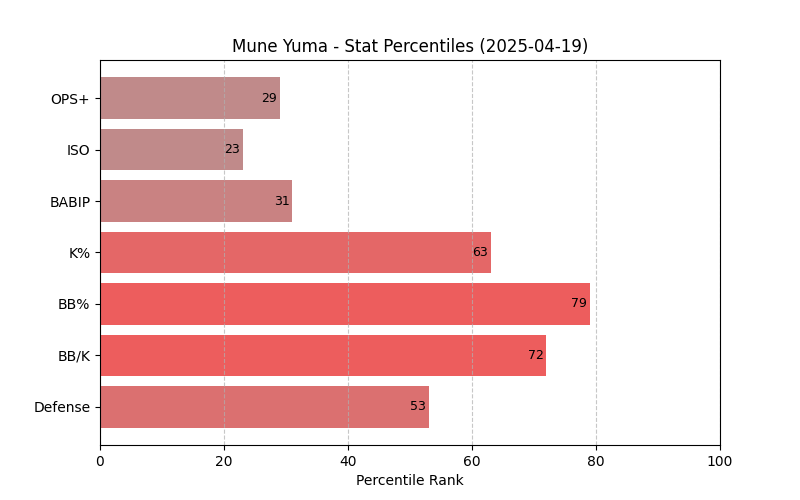 Mune Yuma - Stat Percentiles (2025-04-19)
OPS+ 29
ISO 23
BABIP 31
K% 63
BB% 79
BB/K 72
Defense 53
0 20 40 60 80 100
Percentile Rank